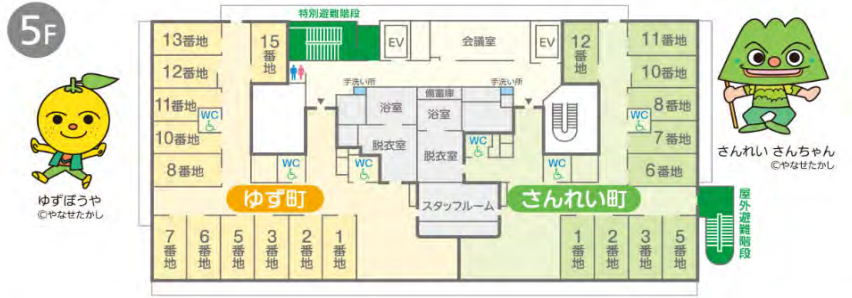 5F
特別避難階段
13番地
15番地
EV
会議室
EV
12番地
11番地
12番地
10番地
手洗い所
備蓄庫
手洗い所
11番地
WC
浴室
浴室
8番地
WC
10番地
7番地
脱衣室
脱衣室
WC
さんれい さんちゃん
©やなせたかし
8番地
WC
WC
WC
6番地
ゆずぼうや
©やなせたかし
ゆず町
スタッフルーム
さんれい町
屋外避難階段
7番地
6番地
5番地
3番地
2番地
1番地
1番地
2番地
3番地
5番地